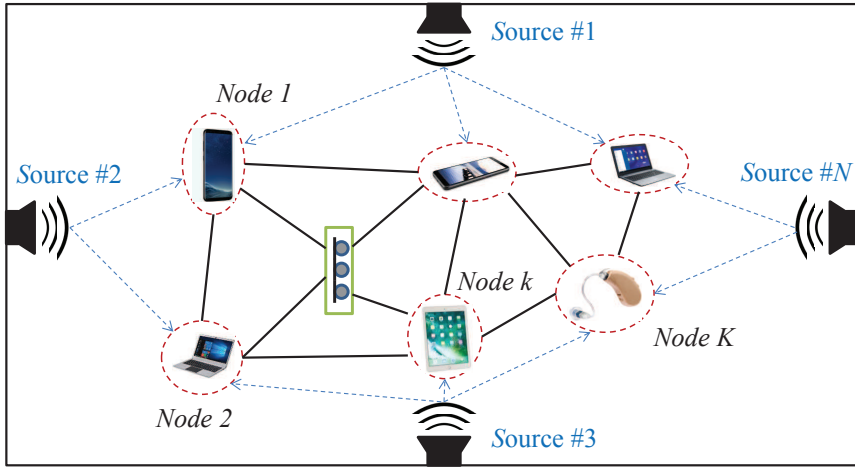 Source #1
Node 1
Source #2
Source #N
Node k
Node K
Node 2
Source #3